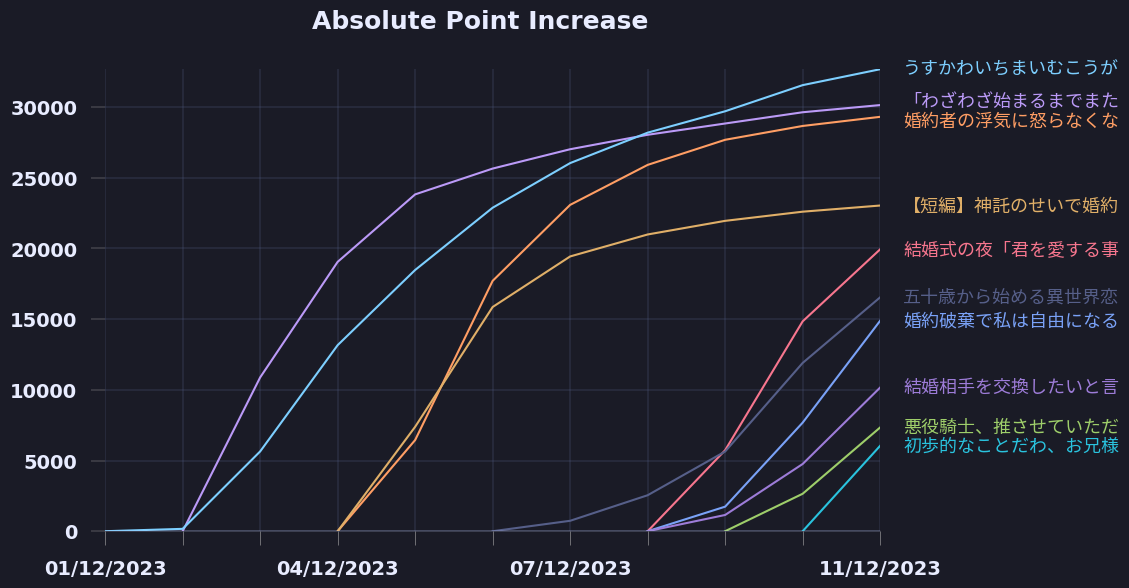 Absolute Point Increase
30000
25000
20000
15000
10000
5000
0
01/12/2023
04/12/2023
07/12/2023
11/12/2023
うすかわいちまいむこうが
「わざわざ始まるまでまた
婚約者の浮気に怒らなくな
【短編】神託のせいで婚約
結婚式の夜「君を愛する事
五十歳から始める異世界恋
婚約破棄で私は自由になる
結婚相手を交換したいと言
悪役騎士、推させていただ
初歩的なことだわ、お兄様